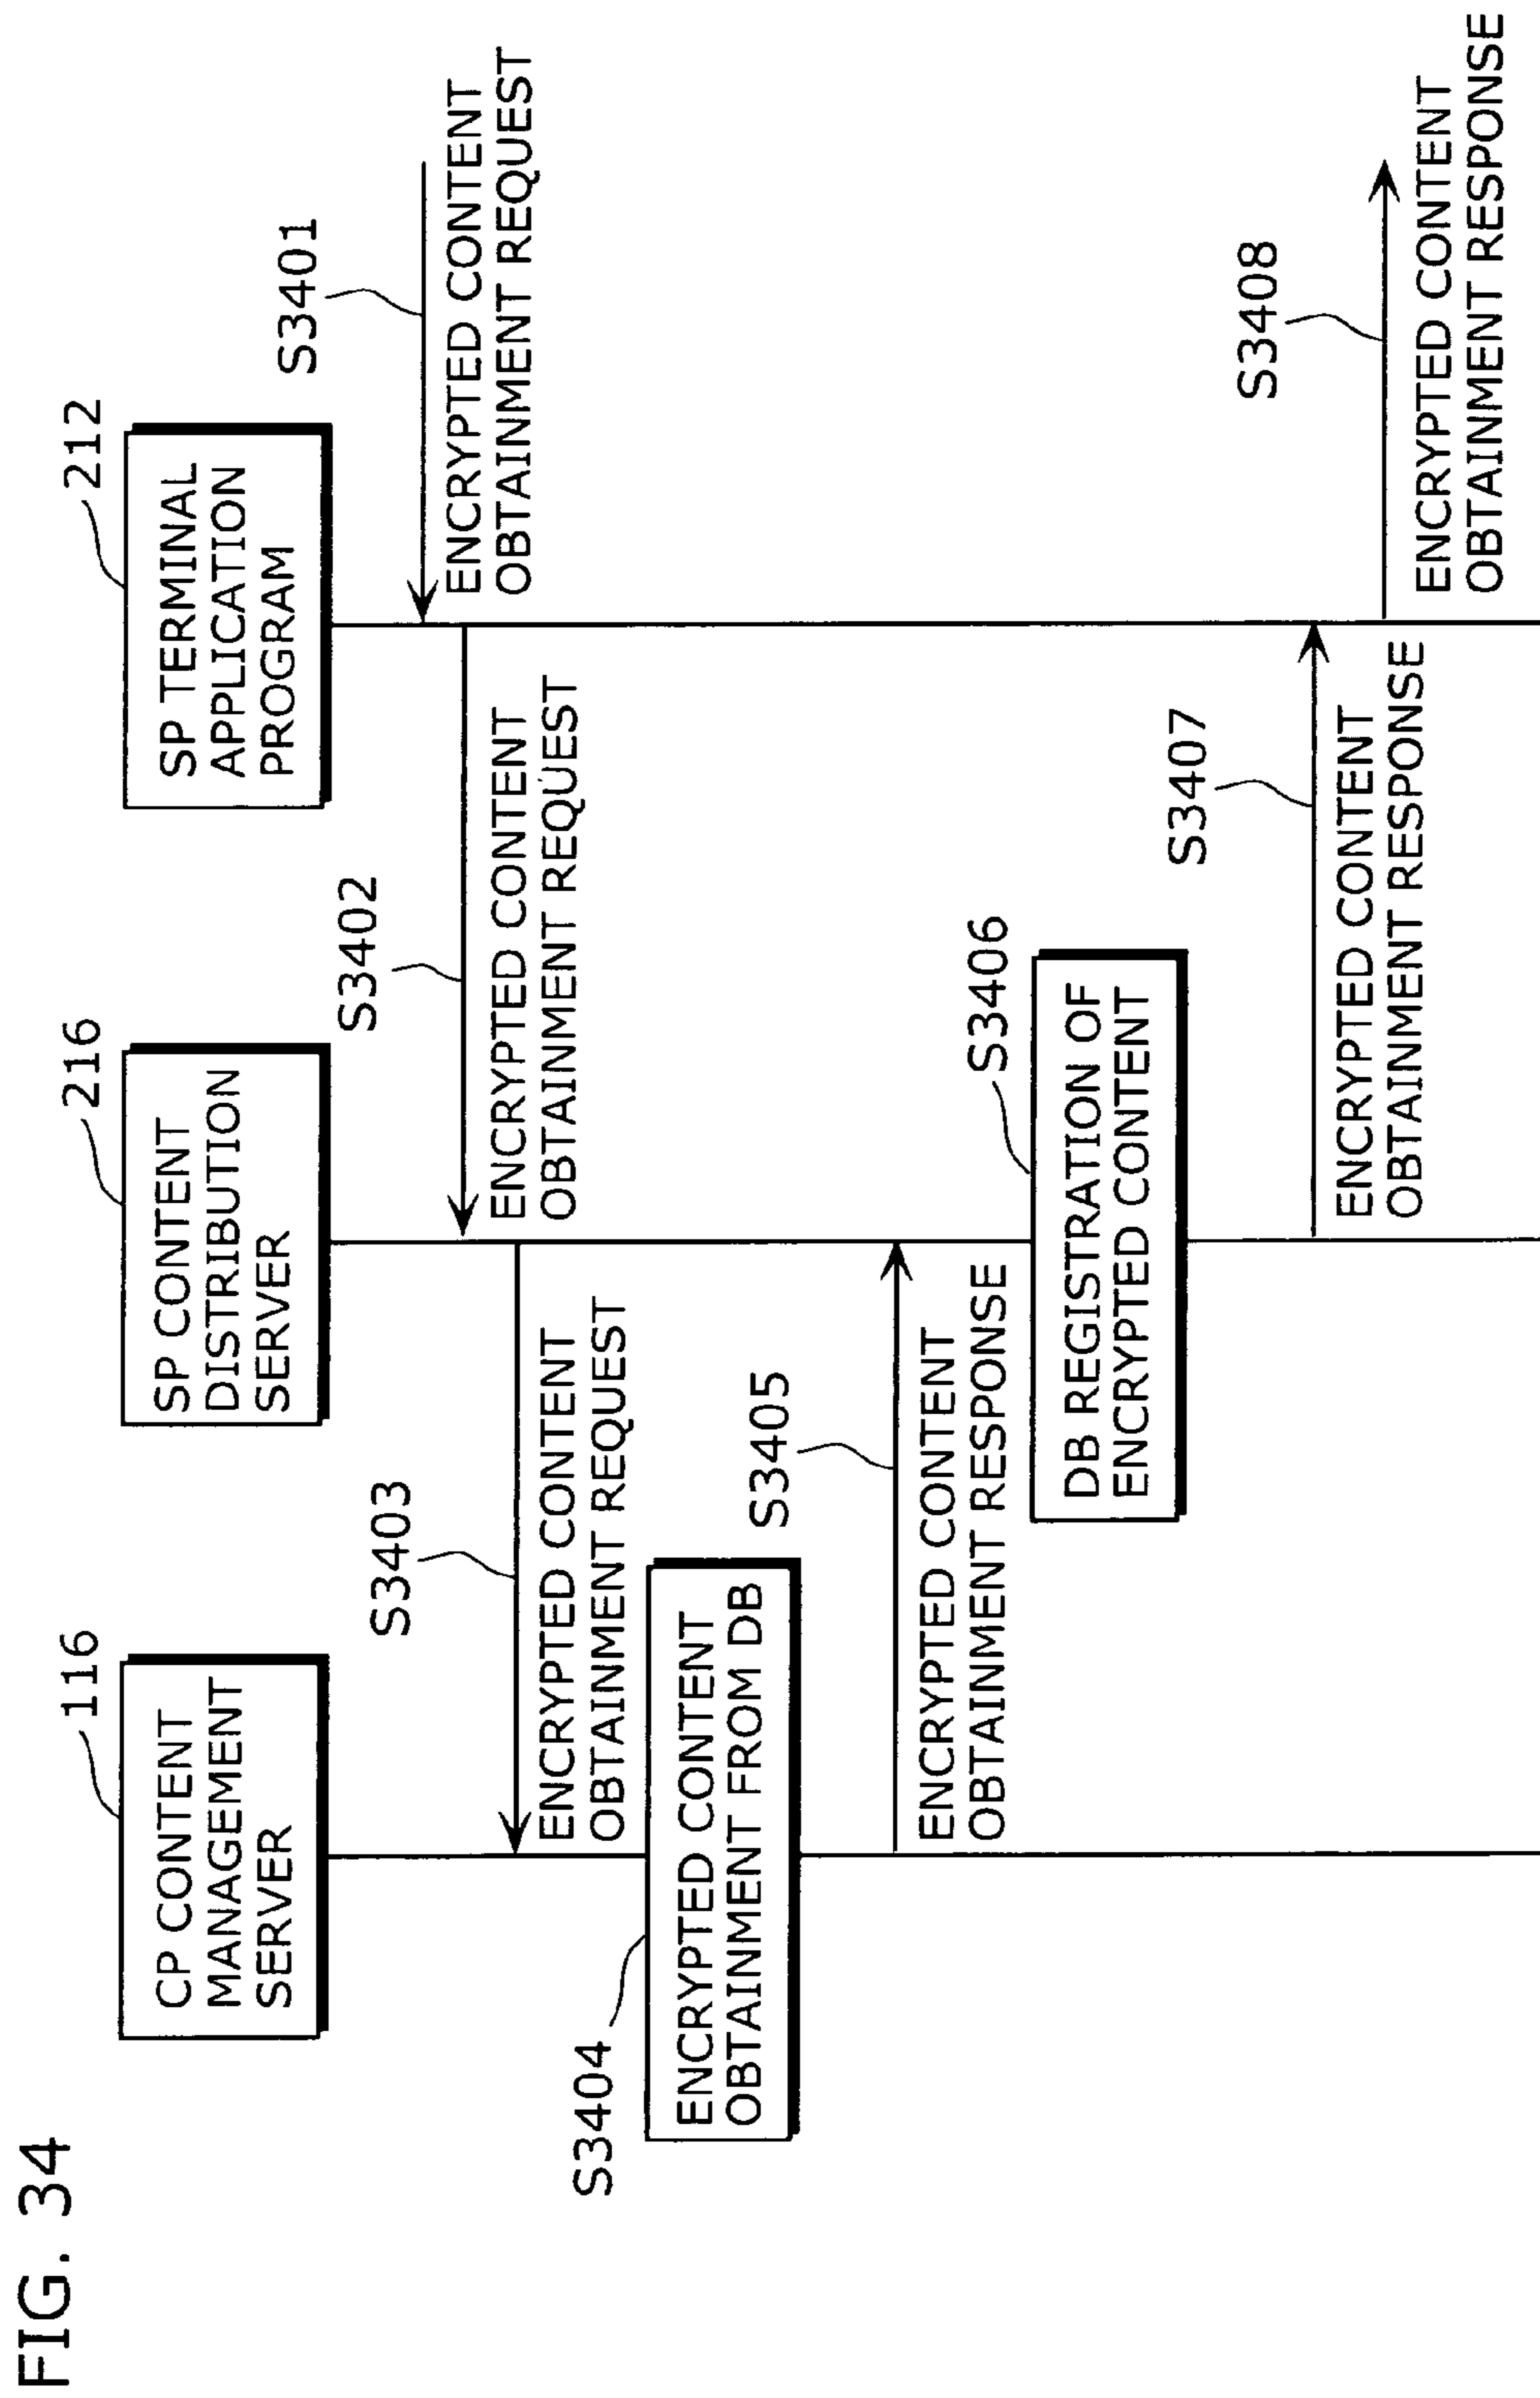 FIG. 34
116
216
212
CP CONTENT
MANAGEMENT
SERVER
SP CONTENT
DISTRIBUTION
SERVER
SP TERMINAL
APPLICATION
PROGRAM
S3401
ENCRYPTED CONTENT
OBTAINMENT REQUEST
S3402
ENCRYPTED CONTENT
OBTAINMENT REQUEST
S3403
ENCRYPTED CONTENT
OBTAINMENT REQUEST
S3404
ENCRYPTED CONTENT
OBTAINMENT FROM DB
S3405
ENCRYPTED CONTENT
OBTAINMENT RESPONSE
S3406
DB REGISTRATION OF
ENCRYPTED CONTENT
S3407
ENCRYPTED CONTENT
OBTAINMENT RESPONSE
S3408
ENCRYPTED CONTENT
OBTAINMENT RESPONSE